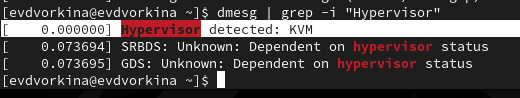 [evdvorkina@evdvorkina ~]$ dmesg | grep -i "Hypervisor"
[    0.000000] Hypervisor detected: KVM
[    0.073694] SRBDS: Unknown: Dependent on hypervisor status
[    0.073695] GDS: Unknown: Dependent on hypervisor status
[evdvorkina@evdvorkina ~]$